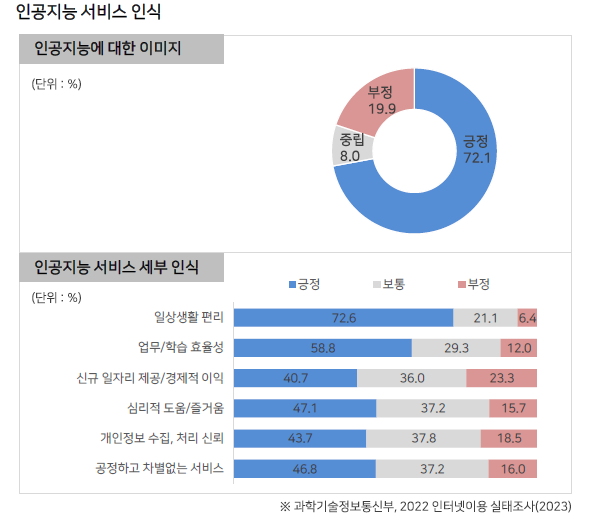 인공지능 서비스 인식
인공지능에 대한 이미지
(단위 : %)
부정
19.9
중립
8.0
긍정
72.1
인공지능 서비스 세부 인식
(단위 : %)
긍정 보통 부정
일상생활 편리 72.6 21.1 6.4
업무/학습 효율성 58.8 29.3 12.0
신규 일자리 제공/경제적 이익 40.7 36.0 23.3
심리적 도움/즐거움 47.1 37.2 15.7
개인정보 수집, 처리 신뢰 43.7 37.8 18.5
공정하고 차별없는 서비스 46.8 37.2 16.0
※ 과학기술정보통신부, 2022 인터넷이용 실태조사(2023)